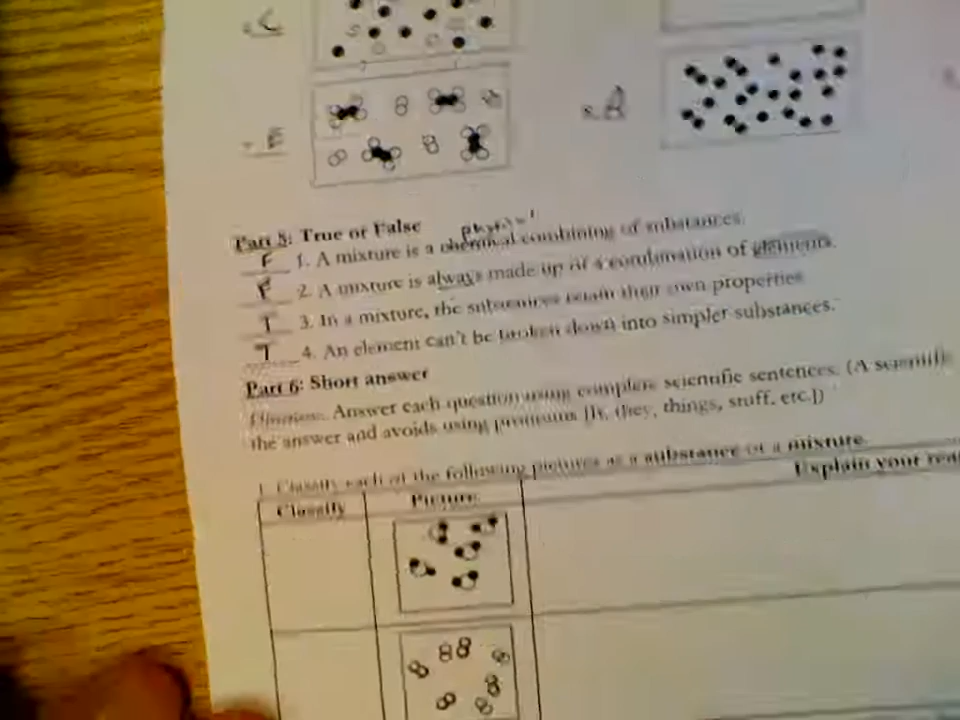 C
E
A
Part 5: True or False
physical
F 1. A mixture is a chemical combining of substances.
F 2. A mixture is always made up of a combination of elements.
T 3. In a mixture, the substances retain their own properties
T 4. An element can't be broken down into simpler substances.
Part 6: Short answer
Directions: Answer each question using complete scientific sentences. (A scientific
the answer and avoids using pronouns [It, they, things, stuff, etc.])
1. Classify each of the following pictures as a substance or a mixture.
Classify Picture Explain your